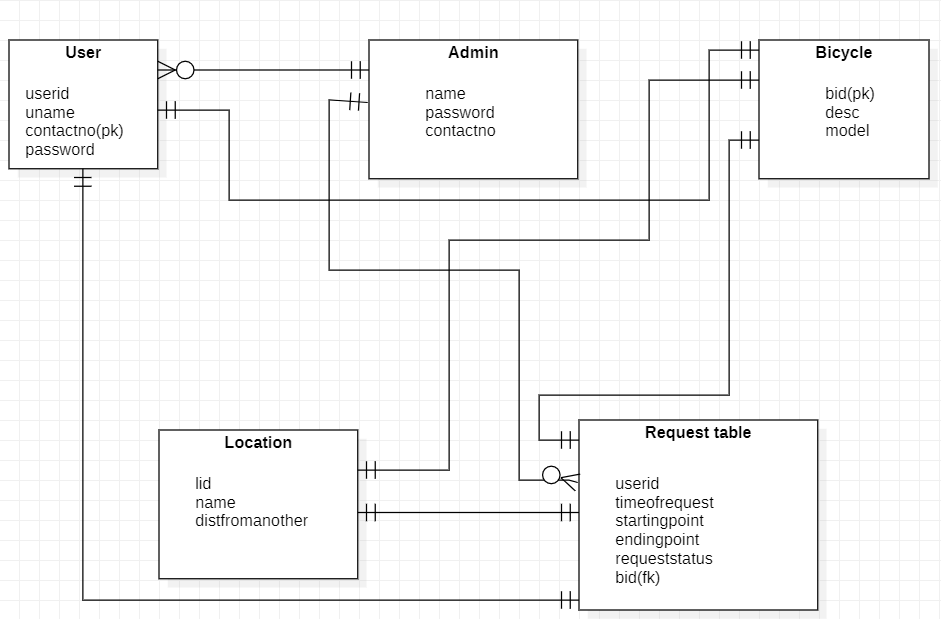 User
userid
uname
contactno(pk)
password
Admin
name
password
contactno
Bicycle
bid(pk)
desc
model
Location
lid
name
distfromanother
Request table
userid
timeofrequest
startingpoint
endingpoint
requeststatus
bid(fk)